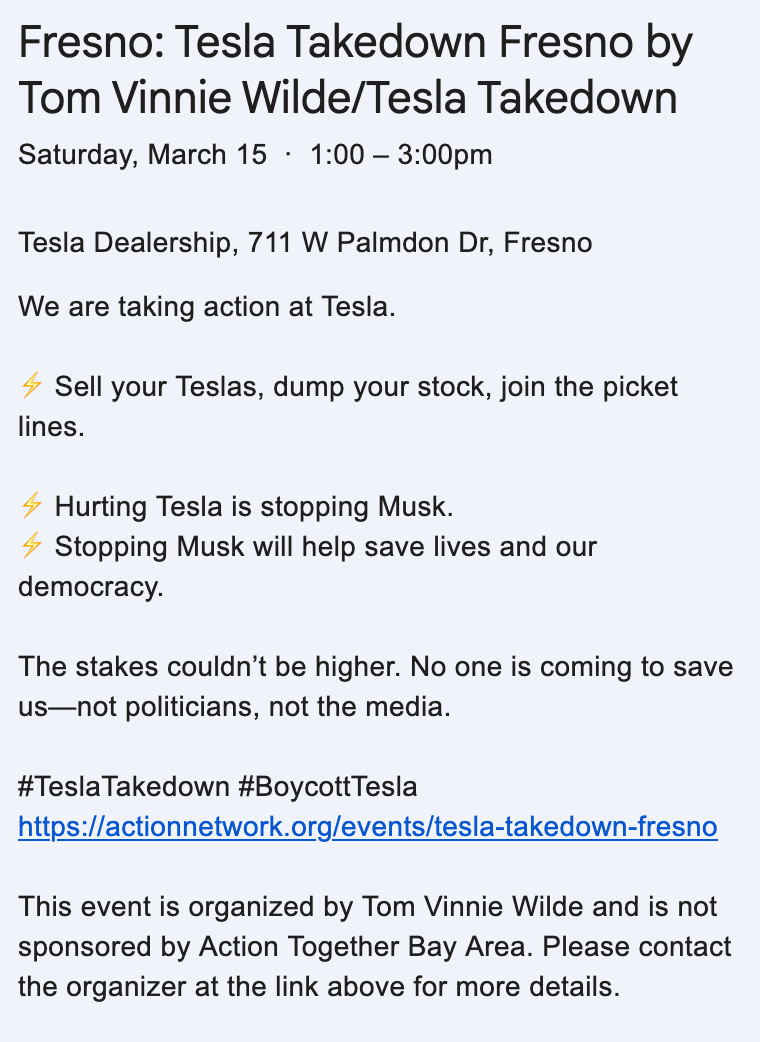 Fresno: Tesla Takedown Fresno by
Tom Vinnie Wilde/Tesla Takedown
Saturday, March 15 · 1:00 – 3:00pm
Tesla Dealership, 711 W Palmdon Dr, Fresno
We are taking action at Tesla.
⚡ Sell your Teslas, dump your stock, join the picket
lines.
⚡ Hurting Tesla is stopping Musk.
⚡ Stopping Musk will help save lives and our
democracy.
The stakes couldn’t be higher. No one is coming to save
us—not politicians, not the media.
#TeslaTakedown #BoycottTesla
https://actionnetwork.org/events/tesla-takedown-fresno
This event is organized by Tom Vinnie Wilde and is not
sponsored by Action Together Bay Area. Please contact
the organizer at the link above for more details.